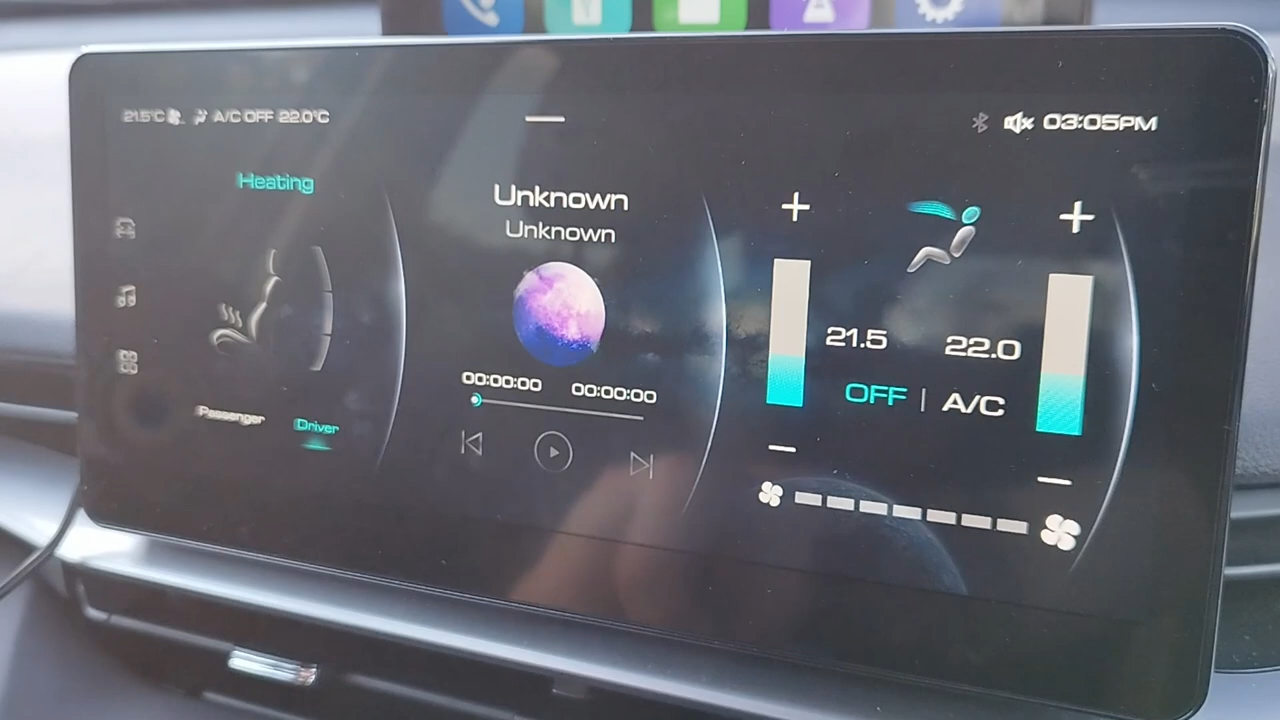 21.5°C A/C OFF 22.0°C
03:05PM
Heating
Passenger
Driver
Unknown
Unknown
00:00:00 00:00:00
21.5 22.0
OFF | A/C